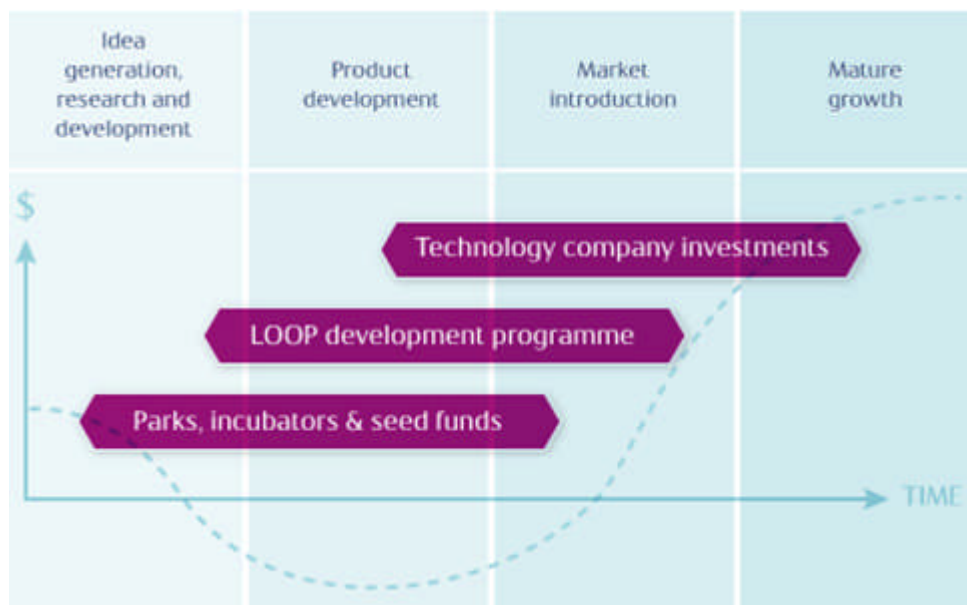 Idea
generation,
research and
development
Product
development
Market
introduction
Mature
growth
$
Technology company investments
LOOP development programme
Parks, incubators & seed funds
TIME